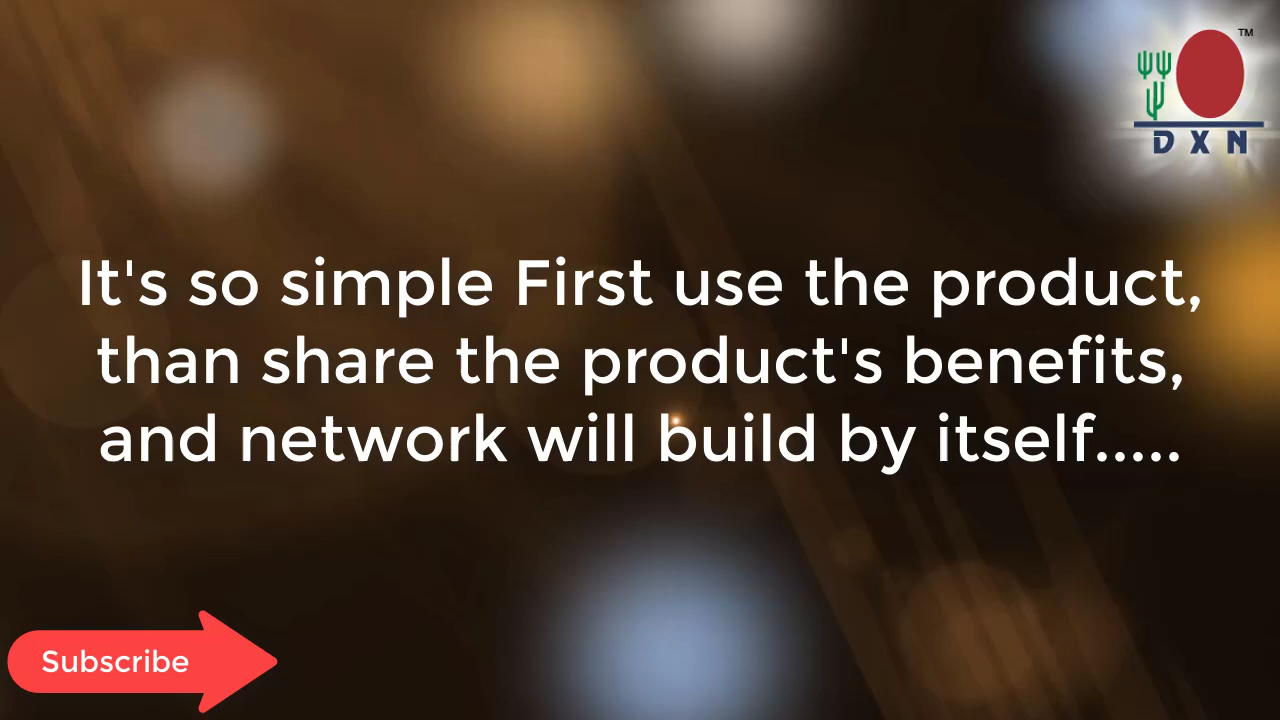 TM
DXN
It's so simple First use the product,
than share the product's benefits,
and network will build by itself.....
Subscribe